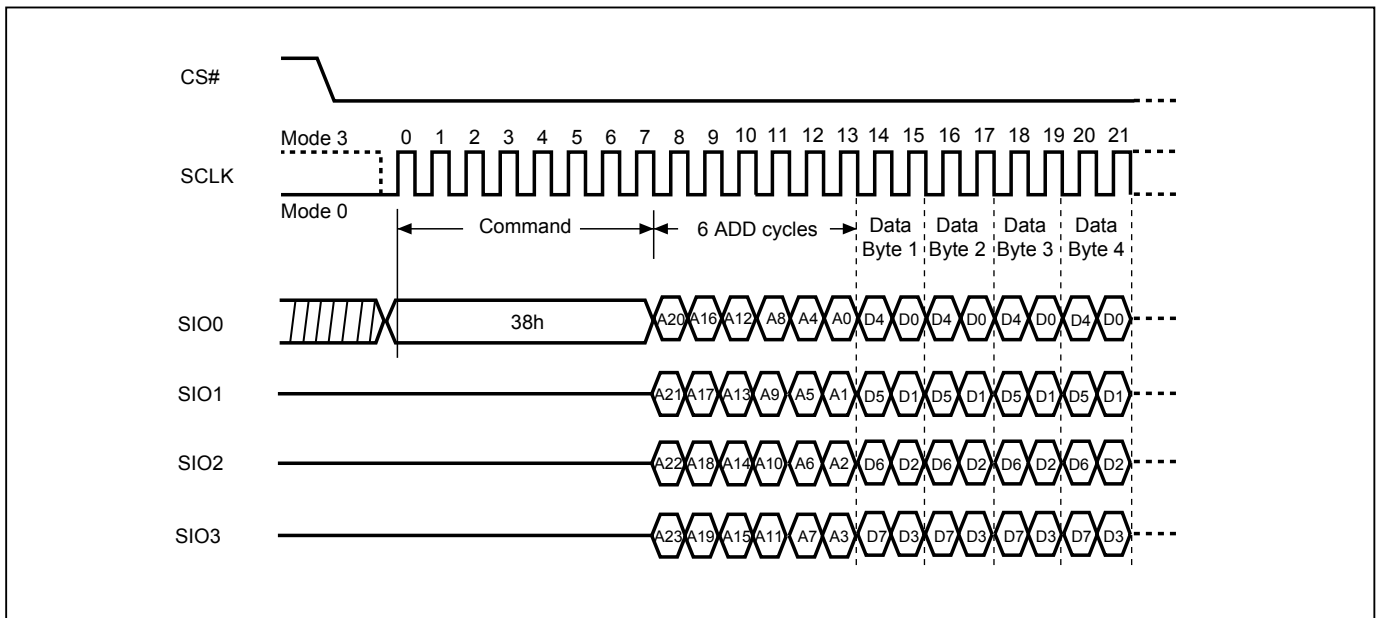 CS#
Mode 3
0 1 2 3 4 5 6 7 8 9 10 11 12 13 14 15 16 17 18 19 20 21
SCLK
Mode 0
Command
6 ADD cycles
Data Byte 1
Data Byte 2
Data Byte 3
Data Byte 4
SIO0
38h
A20 A16 A12 A8 A4 A0 D4 D0 D4 D0 D4 D0 D4 D0
SIO1
A21 A17 A13 A9 A5 A1 D5 D1 D5 D1 D5 D1 D5 D1
SIO2
A22 A18 A14 A10 A6 A2 D6 D2 D6 D2 D6 D2 D6 D2
SIO3
A23 A19 A15 A11 A7 A3 D7 D3 D7 D3 D7 D3 D7 D3